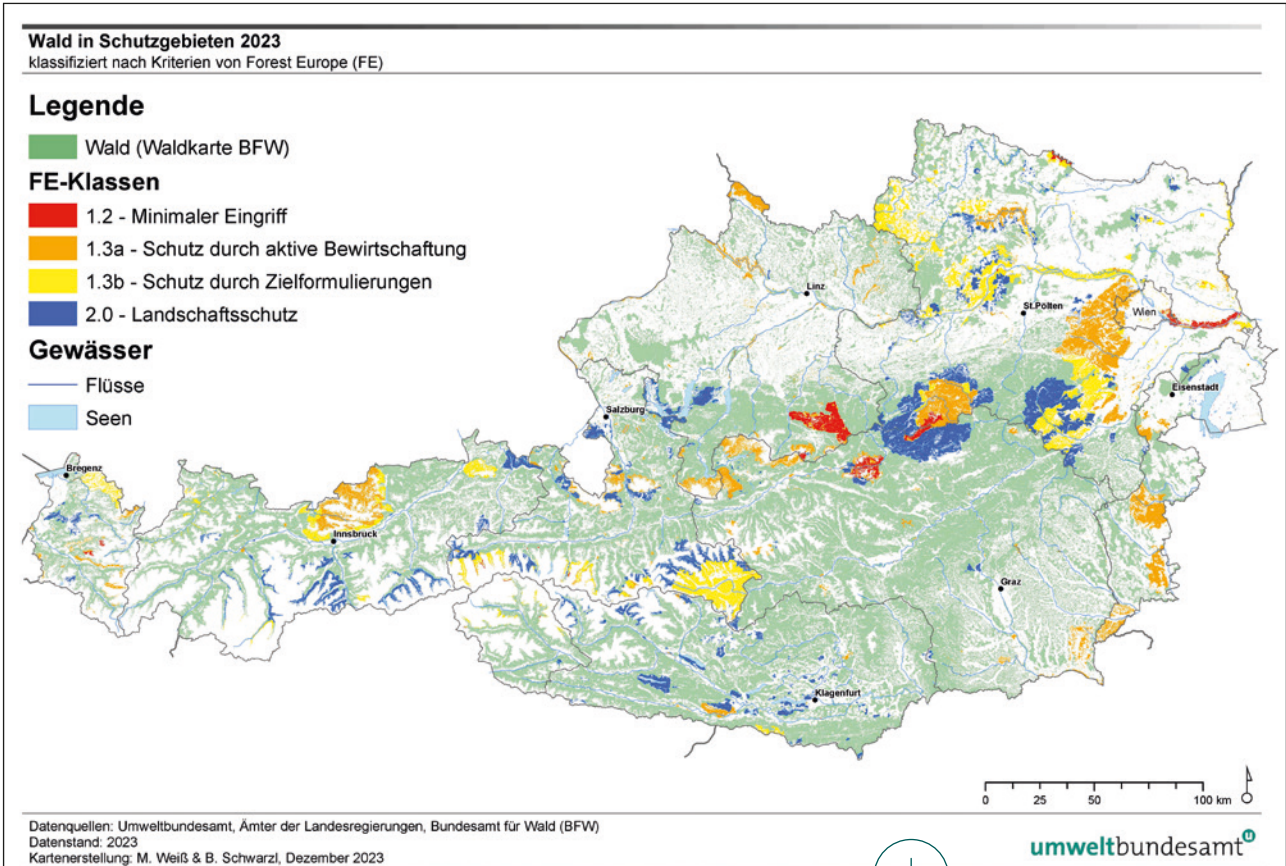 Wald in Schutzgebieten 2023
klassifiziert nach Kriterien von Forest Europe (FE)
Legende
Wald (Waldkarte BFW)
FE-Klassen
1.2 - Minimaler Eingriff
1.3a - Schutz durch aktive Bewirtschaftung
1.3b - Schutz durch Zielformulierungen
2.0 - Landschaftsschutz
Gewässer
Flüsse
Seen
Linz
St.Pölten
Wien
Eisenstadt
Salzburg
Bregenz
Innsbruck
Graz
Klagenfurt
0 25 50 100 km
Datenquellen: Umweltbundesamt, Ämter der Landesregierungen, Bundesamt für Wald (BFW)
Datenstand: 2023
Kartenerstellung: M. Weiß & B. Schwarzl, Dezember 2023
umweltbundesamt